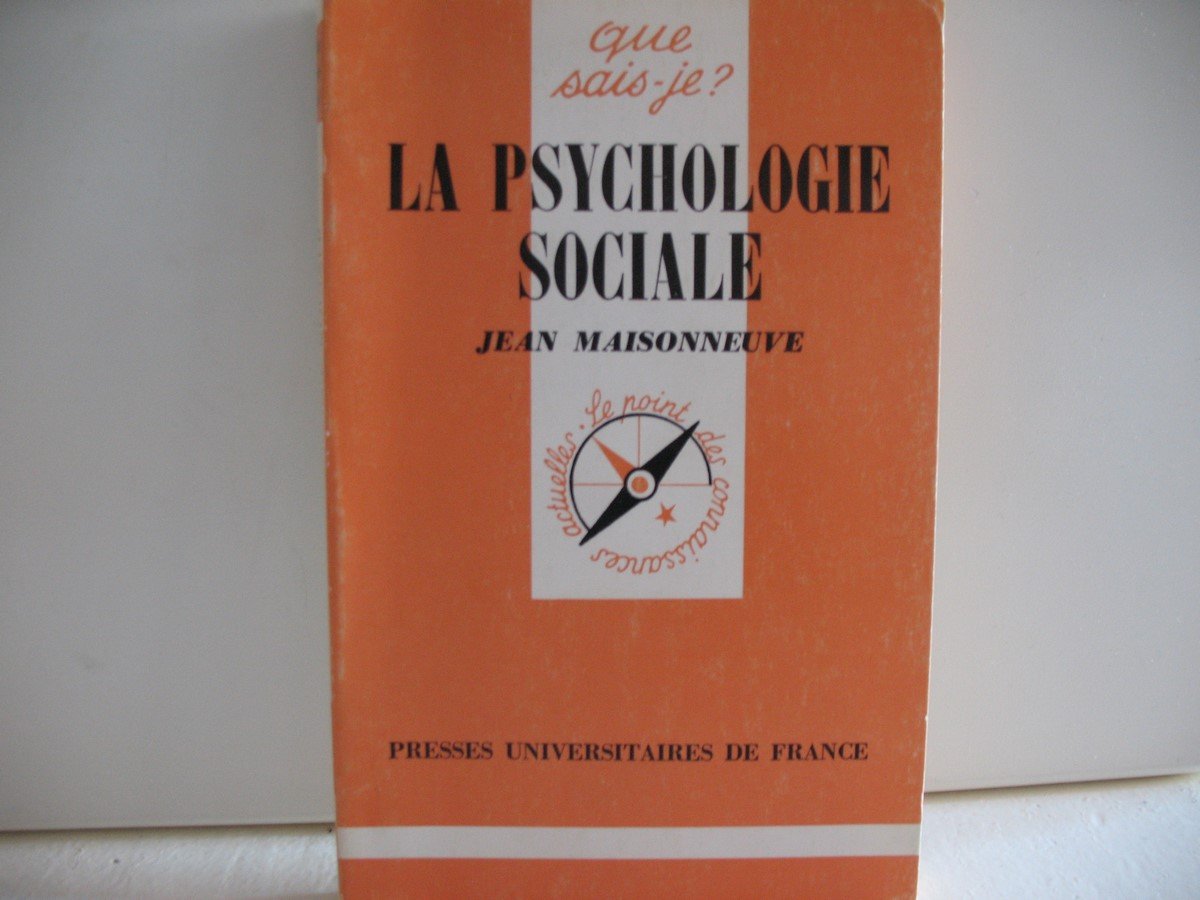 que
sais-je?
LA PSYCHOLOGIE
SOCIALE
JEAN MAISONNEUVE
Le point des connaissances actuelles.
PRESSES UNIVERSITAIRES DE FRANCE